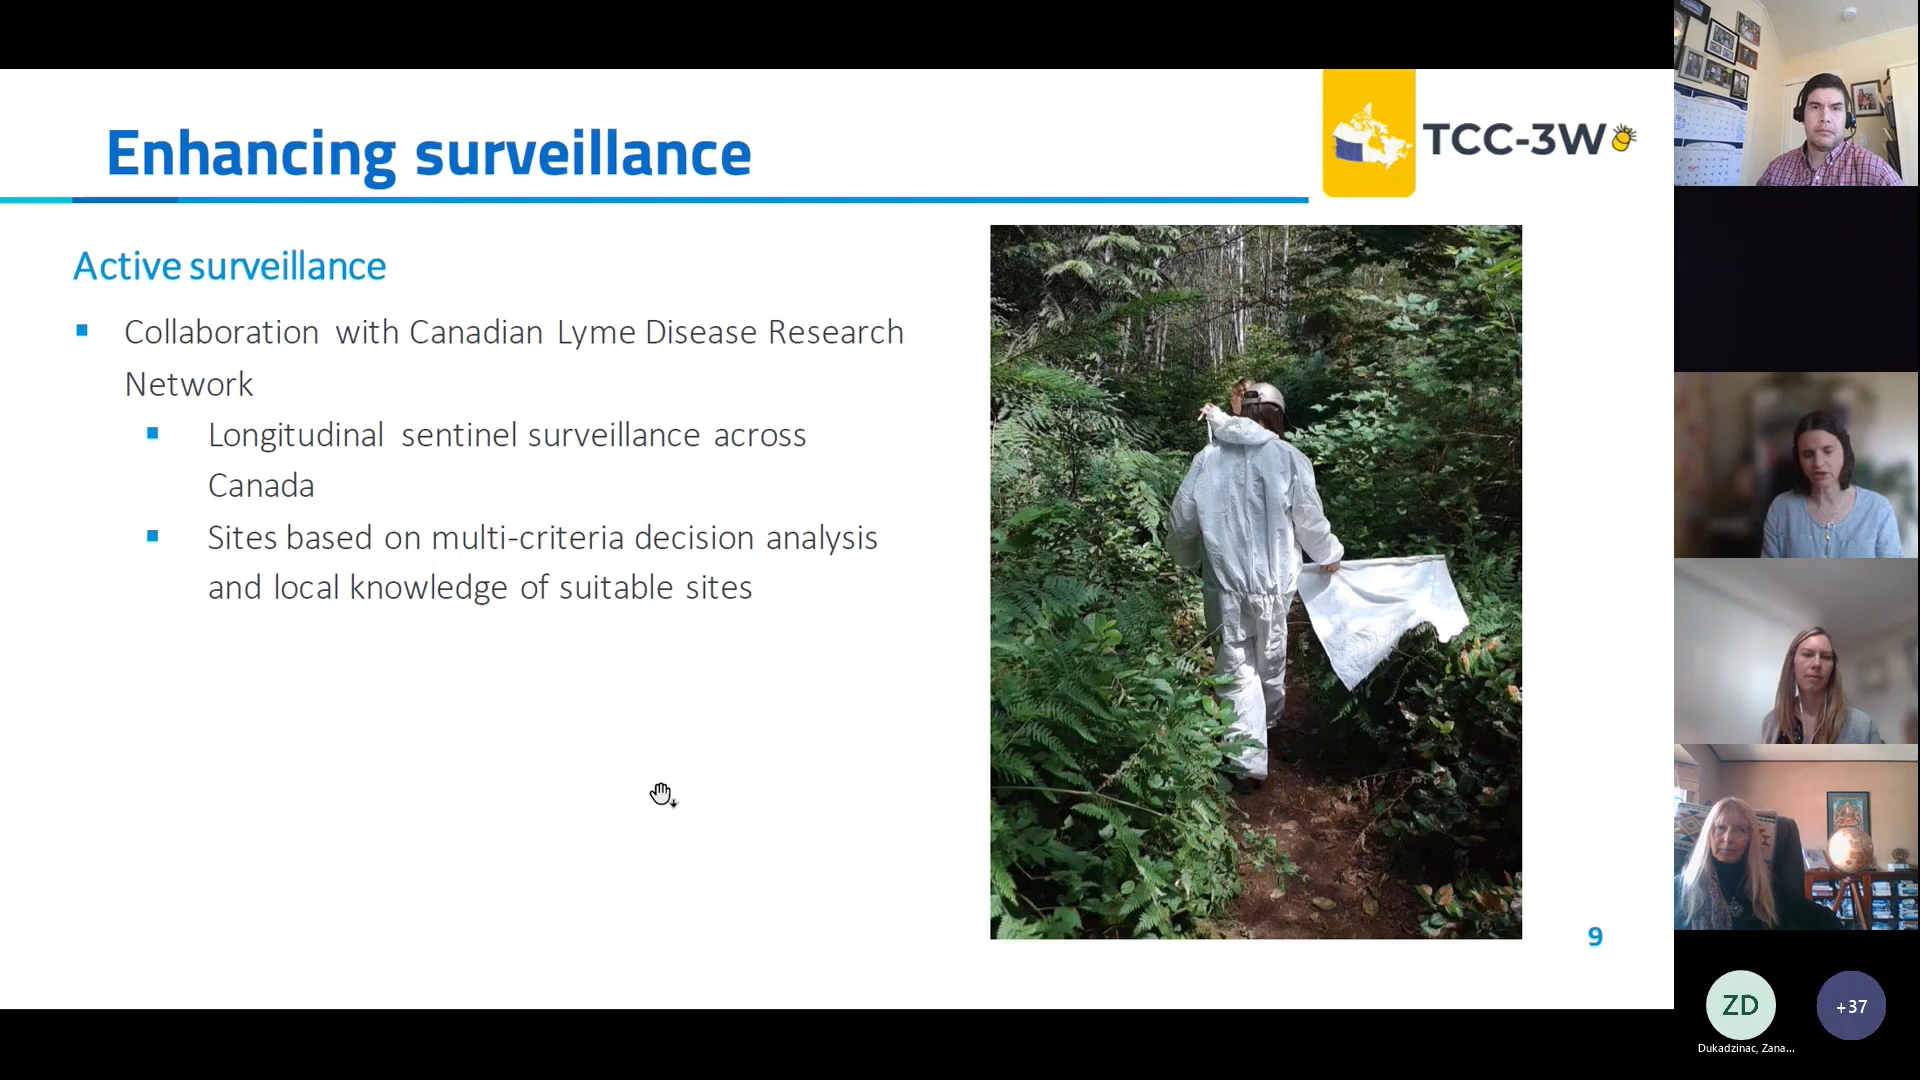 Enhancing surveillance
TCC-3W
Active surveillance
Collaboration with Canadian Lyme Disease Research
Network
Longitudinal sentinel surveillance across
Canada
Sites based on multi-criteria decision analysis
and local knowledge of suitable sites
9
ZD
+37
Dukadzinac, Zana...